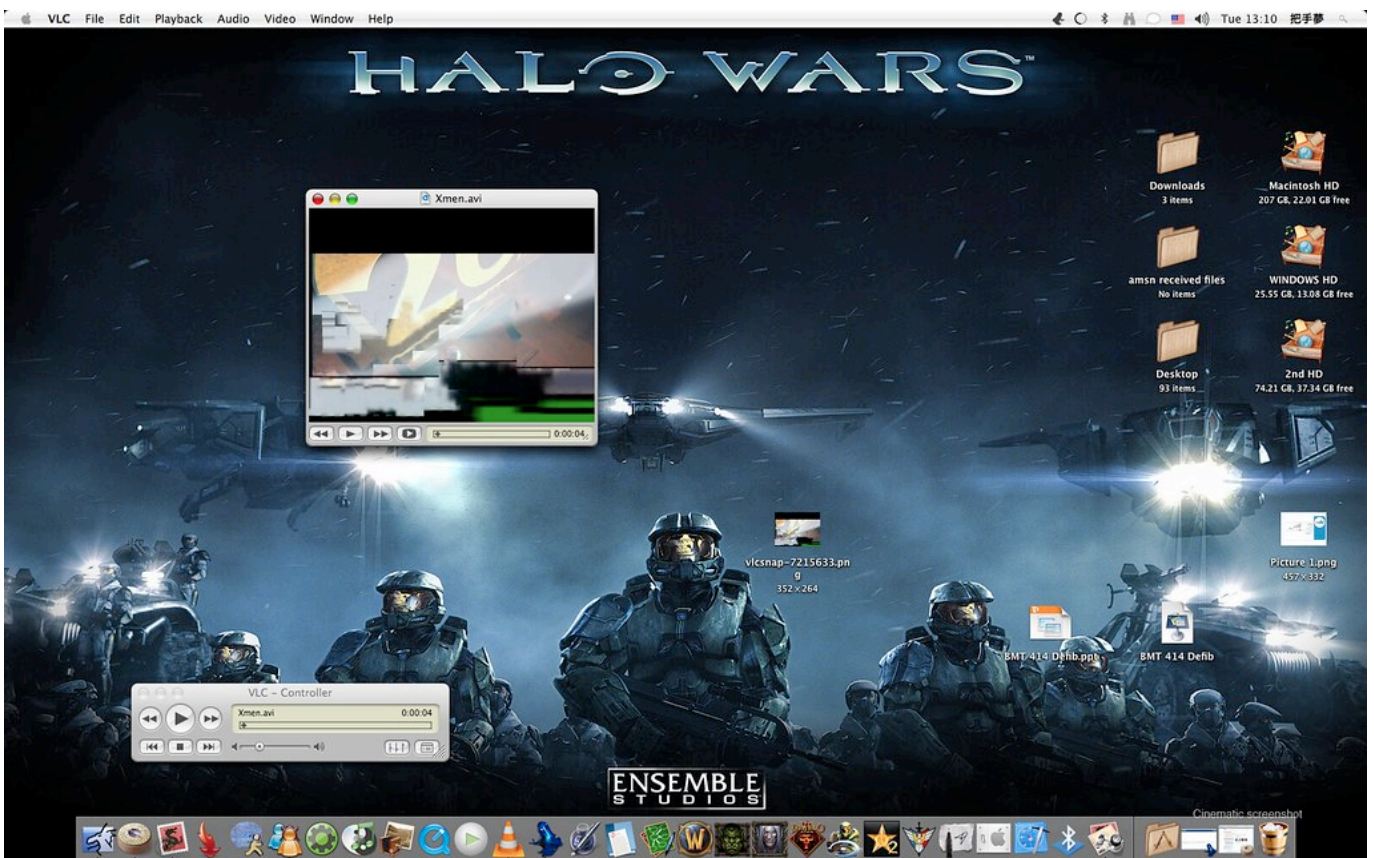 VLC File Edit Playback Audio Video Window Help Tue 13:10 把手夢
HALO WARS™
Downloads
3 items
Macintosh HD
207 GB, 22.01 GB free
Xmen.avi
amsn received files
No items
WINDOWS HD
25.55 GB, 13.08 GB free
Desktop
93 items
2nd HD
74.21 GB, 37.34 GB free
0:00:04
vlcsnap-7215633.pn
g
352 × 264
Picture 1.png
457 × 332
BMT 414 Defib.ppt
BMT 414 Defib
VLC – Controller
Xmen.avi 0:00:04
ENSEMBLE
STUDIOS
Cinematic screenshot